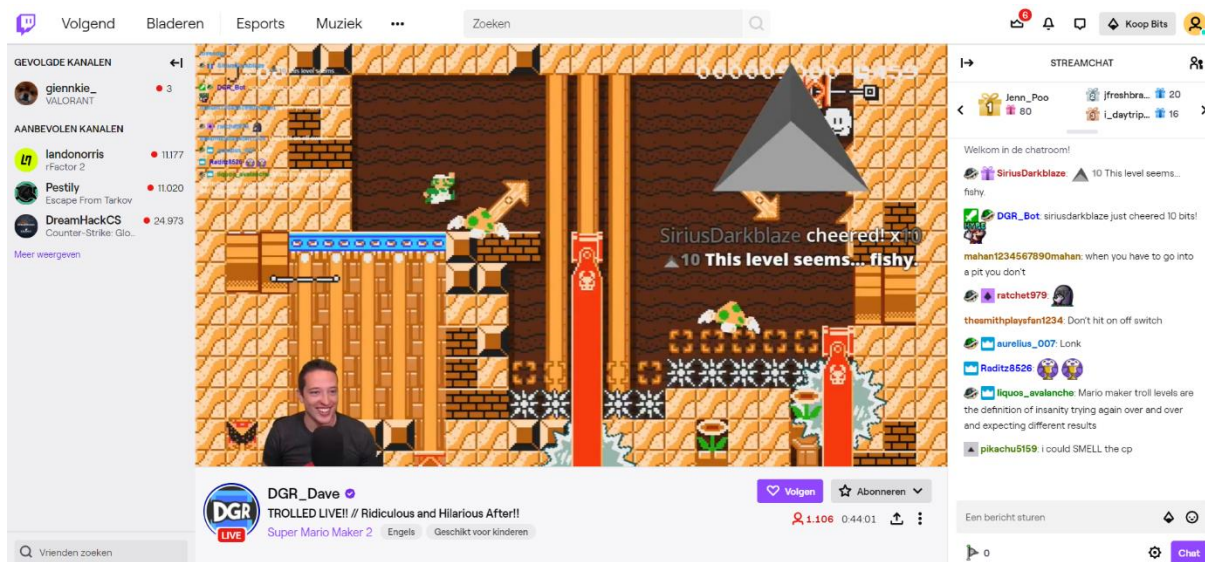 Volgend
Bladeren
Esports
Muziek
Zoeken
6
Koop Bits
GEVOLGDE KANALEN
giennkie_
3
VALORANT
AANBEVOLEN KANALEN
landonorris
11.177
rFactor 2
Pestily
11.020
Escape From Tarkov
DreamHackCS
24.973
Counter-Strike: Glo...
Meer weergeven
Vrienden zoeken
SiriusDarkblaze cheered! x10
10 This level seems... fishy.
DGR
LIVE
DGR_Dave
TROLLED LIVE!! // Ridiculous and Hilarious After!!
Super Mario Maker 2
Engels
Geschikt voor kinderen
Volgen
Abonneren
1.106
0:44:01
STREAMCHAT
1
Jenn_Poo
80
jfreshbra...
20
i_daytrip...
16
Welkom in de chatroom!
SiriusDarkblaze: 10 This level seems...
fishy.
DGR_Bot: siriusdarkblaze just cheered 10 bits!
mahan1234567890mahan: when you have to go into
a pit you don't
ratchet979:
thesmithplaysfan1234: Don't hit on off switch
aurelius_007: Lonk
Raditz8526:
liquos_avalanche: Mario maker troll levels are
the definition of insanity trying again over and over
and expecting different results
pikachu5159: i could SMELL the cp
Een bericht sturen
0
Chat